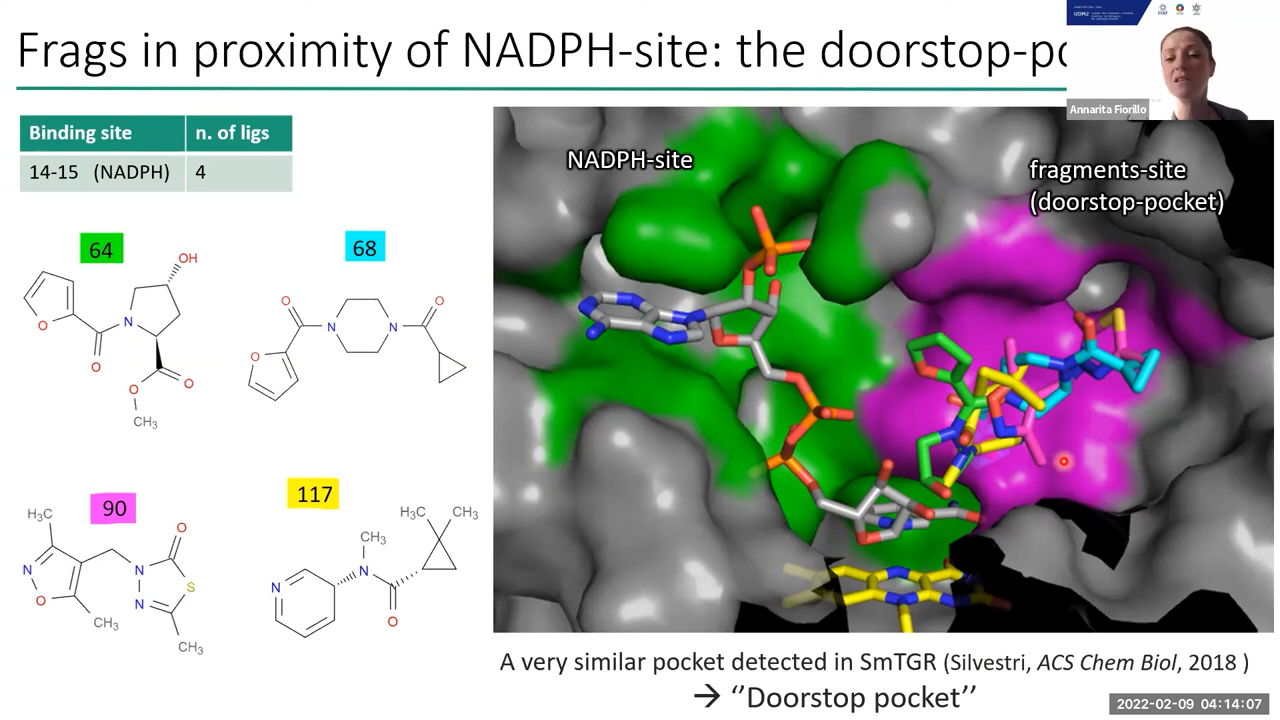 Frags in proximity of NADPH-site: the doorstop-po
UOMJ
Annarita Fiorillo
Binding site n. of ligs
14-15 (NADPH) 4
NADPH-site
fragments-site
(doorstop-pocket)
64
68
OH
O
N
O
O
O
CH₃
O
O
N
N
O
90
117
H₃C
O
N
N
S
O
N
CH₃
CH₃
H₃C CH₃
CH₃
N
N
O
A very similar pocket detected in SmTGR (Silvestri, ACS Chem Biol, 2018 )
→ ‘’Doorstop pocket’’
2022-02-09 04:14:07